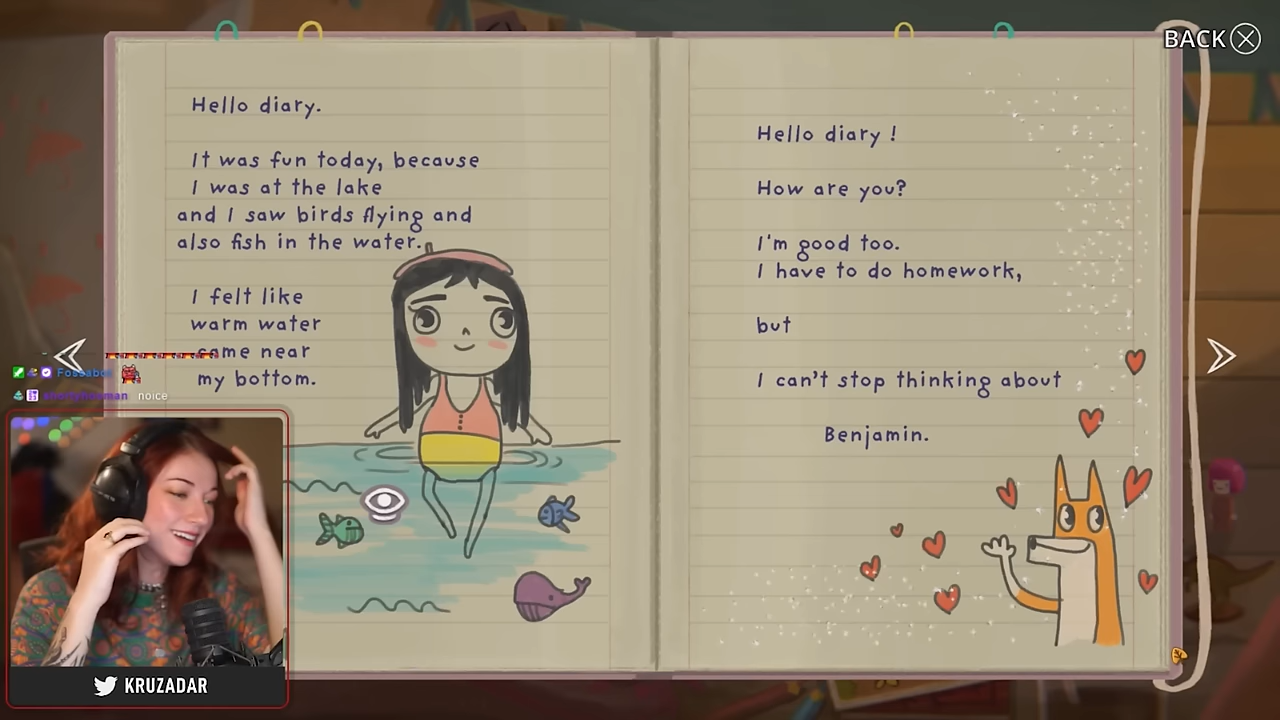 BACK
Hello diary.
It was fun today, because
I was at the lake
and I saw birds flying and
also fish in the water.
I felt like
warm water
came near
my bottom.
Hello diary !
How are you?
I'm good too.
I have to do homework,
but
I can't stop thinking about
Benjamin.
Fossabot
noice
KRUZADAR